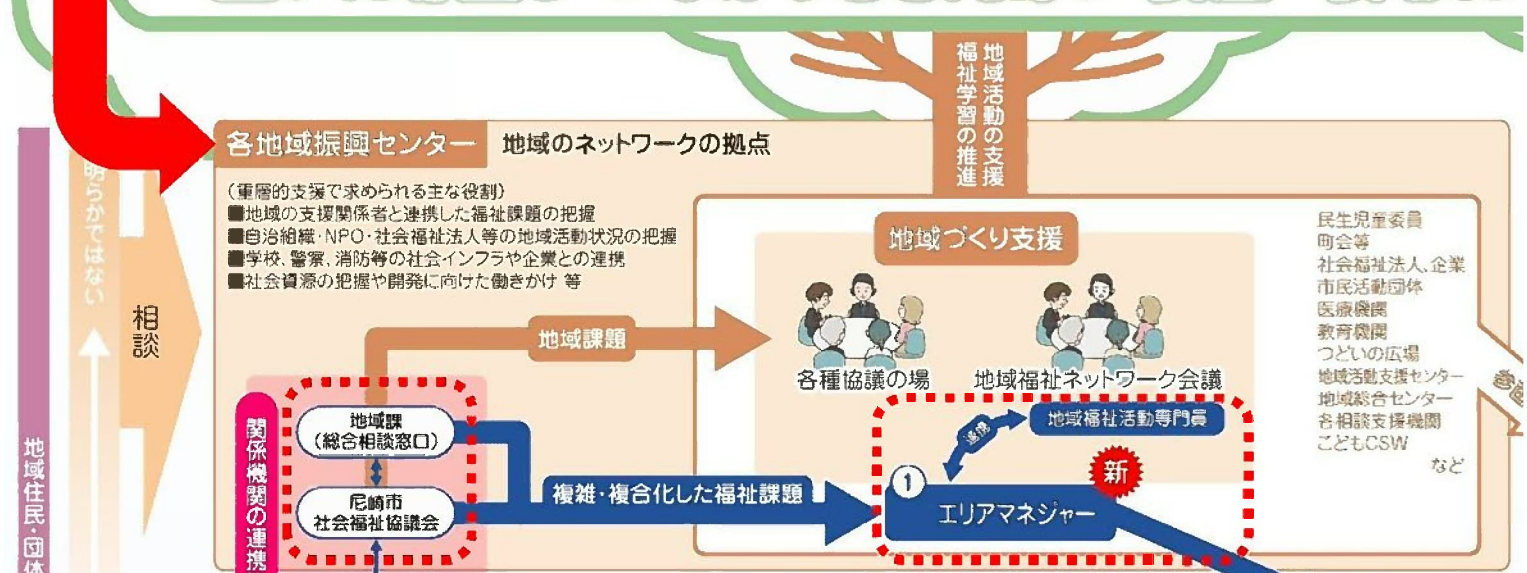 地域活動の支援
福祉学習の推進
各地域振興センター
地域のネットワークの拠点
（重層的支援で求められる主な役割）
■地域の支援関係者と連携した福祉課題の把握
■自治組織・NPO・社会福祉法人等の地域活動状況の把握
■学校、警察、消防等の社会インフラや企業との連携
■社会資源の把握や開発に向けた働きかけ 等
明らかではない
相談
地域づくり支援
民生児童委員
町会等
社会福祉法人、企業
市民活動団体
医療機関
教育機関
つどいの広場
地域活動支援センター
地域総合センター
各相談支援機関
こどもCSW
など
地域課題
各種協議の場
地域福祉ネットワーク会議
関係機関の連携
地域課
（総合相談窓口）
尼崎市
社会福祉協議会
複雑・複合化した福祉課題
連携
地域福祉活動専門員
新
①
エリアマネジャー
地域住民・団体